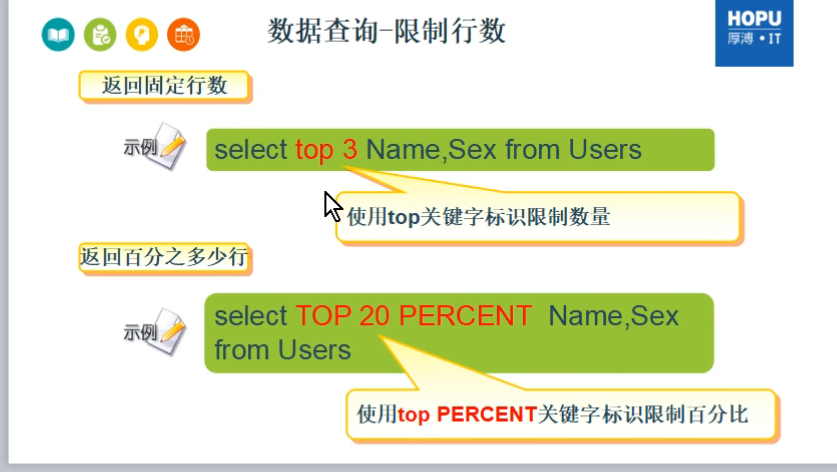 数据查询-限制行数
HOPU
厚溥·IT
返回固定行数
示例
select top 3 Name,Sex from Users
使用top关键字标识限制数量
返回百分之多少行
示例
select TOP 20 PERCENT Name,Sex
from Users
使用top PERCENT关键字标识限制百分比